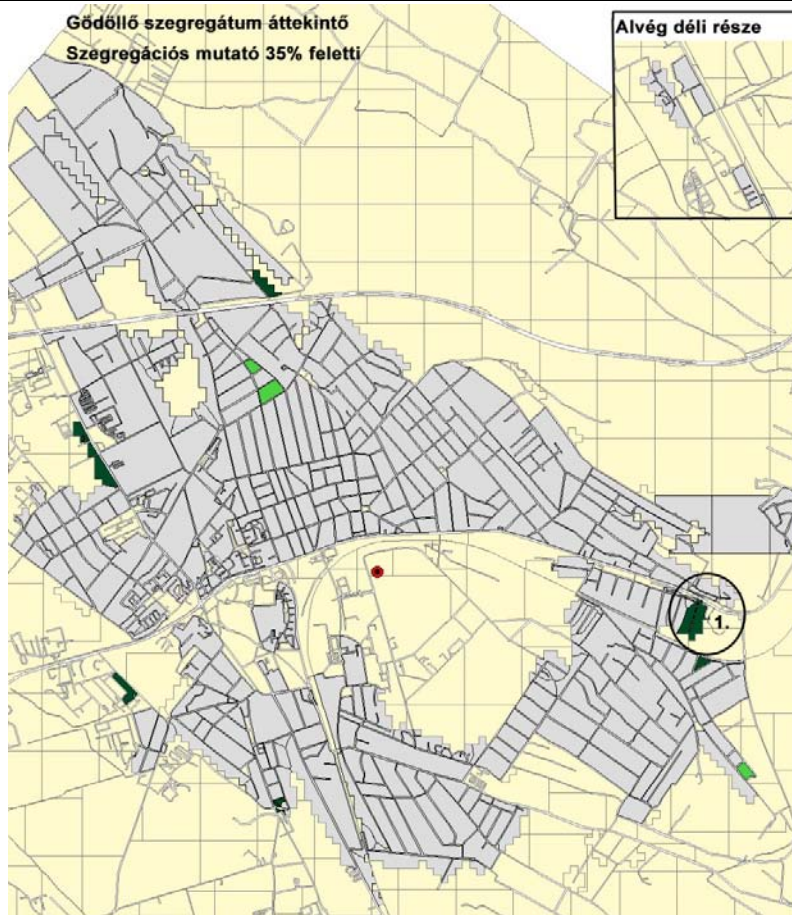 Gödöllő szegregátum áttekintő
Szegregációs mutató 35% feletti
Alvég déli része
1.